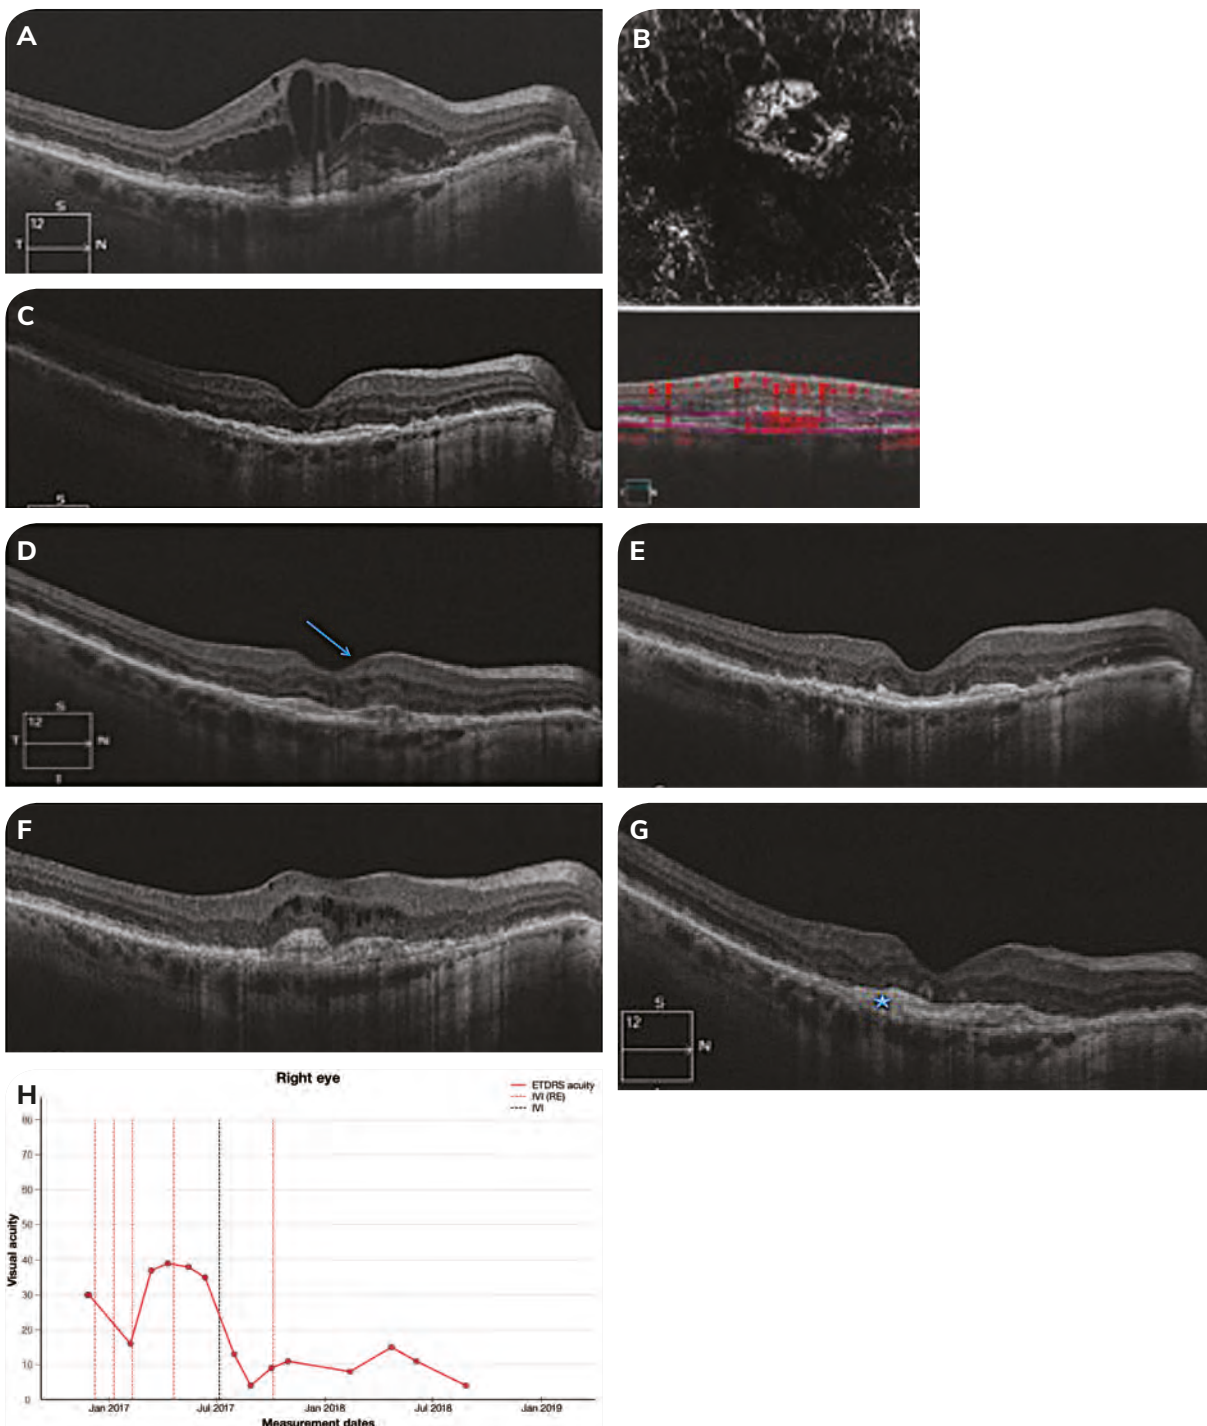 A
12
S
T
N
B
C
S
D
12
S
T
N
T
E
F
G
12
S
N
H
Right eye
ETDRS acuity
IVI (RE)
IVI
Visual acuity
80
70
60
50
40
30
20
10
0
Jan 2017
Jul 2017
Jan 2018
Jul 2018
Jan 2019
Measurement dates